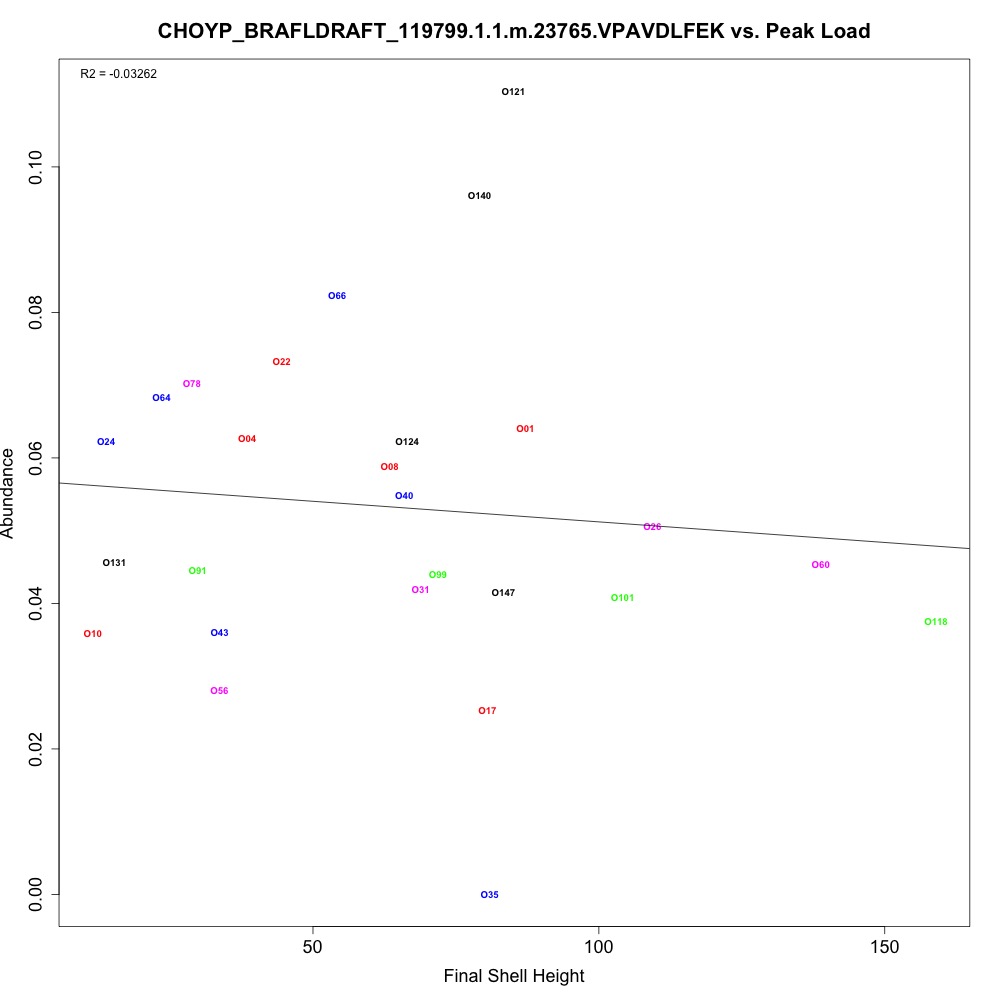 CHOYP_BRAFLDRAFT_119799.1.1.m.23765.VPAVDLFEK vs. Peak Load
R2 = -0.03262
O121
0.10
O140
O66
0.08
O22
O78
O64
O01
O04
O24
O124
0.06
O08
O40
Abundance
O26
O131
O60
O91
O99
O31
O147
O101
0.04
O118
O43
O10
O56
O17
0.02
O35
0.00
50
100
150
Final Shell Height